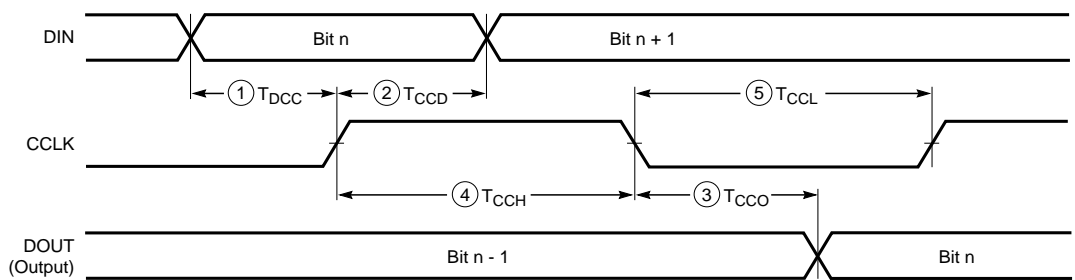 DIN
Bit n
Bit n + 1
1 TDCC
2 TCCD
5 TCCL
CCLK
4 TCCH
3 TCCO
DOUT
(Output)
Bit n - 1
Bit n